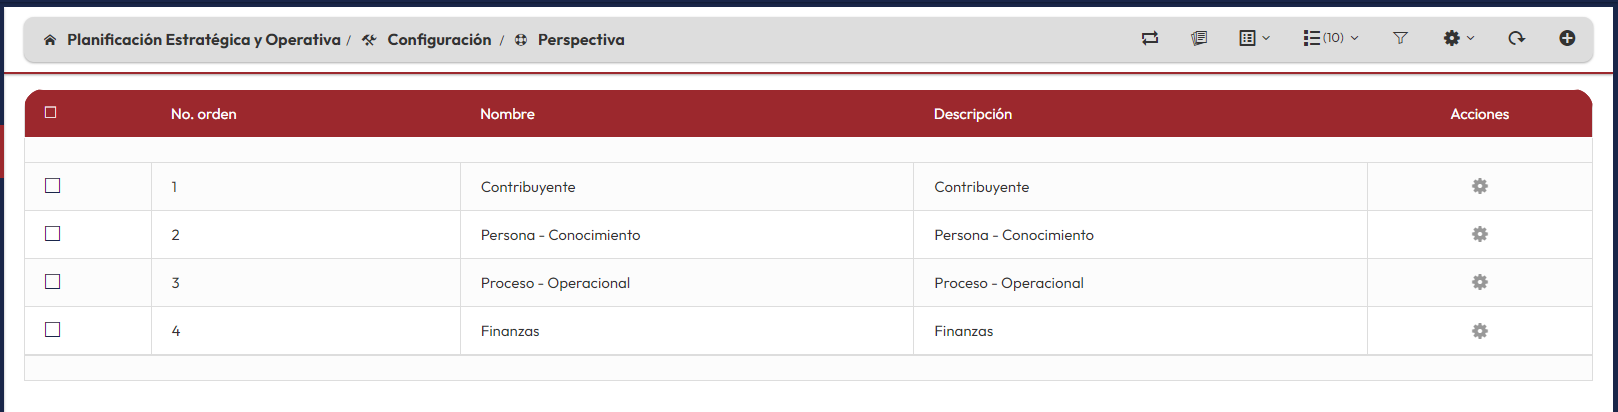 Planificación Estratégica y Operativa / Configuración / Perspectiva (10)
No. orden Nombre Descripción Acciones
1 Contribuyente Contribuyente
2 Persona - Conocimiento Persona - Conocimiento
3 Proceso - Operacional Proceso - Operacional
4 Finanzas Finanzas